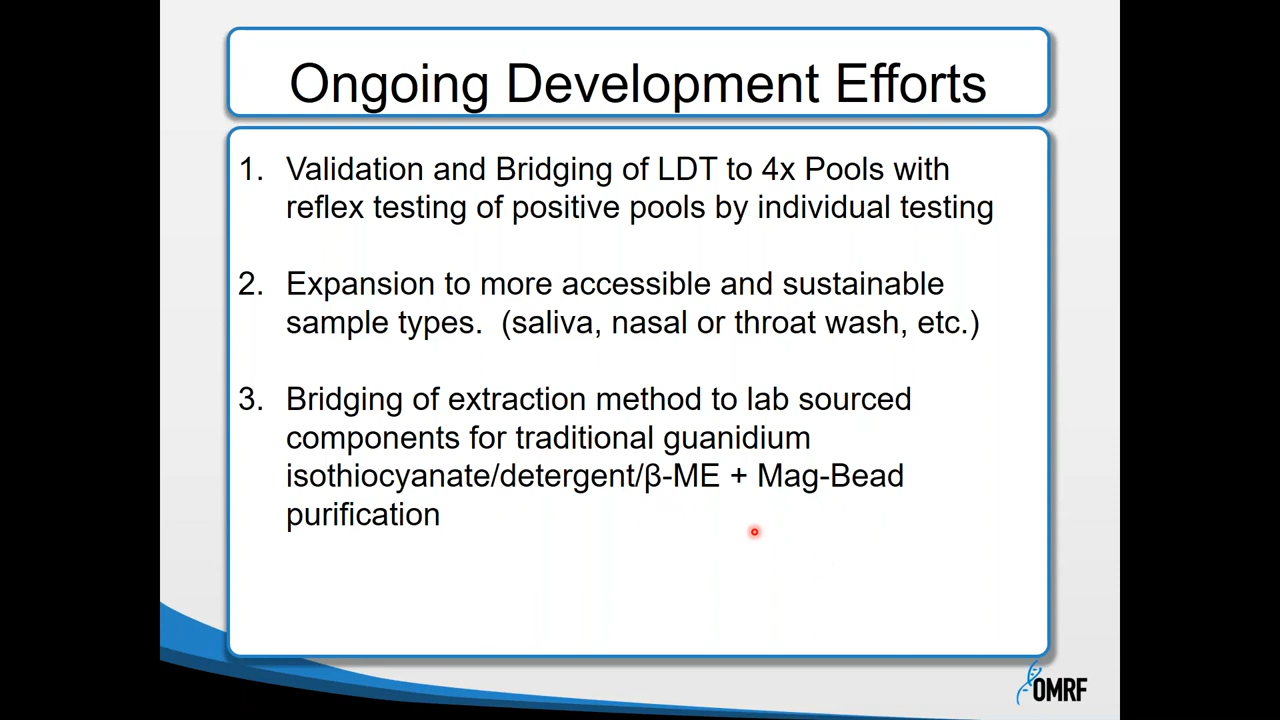 Ongoing Development Efforts
1. Validation and Bridging of LDT to 4x Pools with
reflex testing of positive pools by individual testing
2. Expansion to more accessible and sustainable
sample types.  (saliva, nasal or throat wash, etc.)
3. Bridging of extraction method to lab sourced
components for traditional guanidium
isothiocyanate/detergent/β-ME + Mag-Bead
purification
OMRF